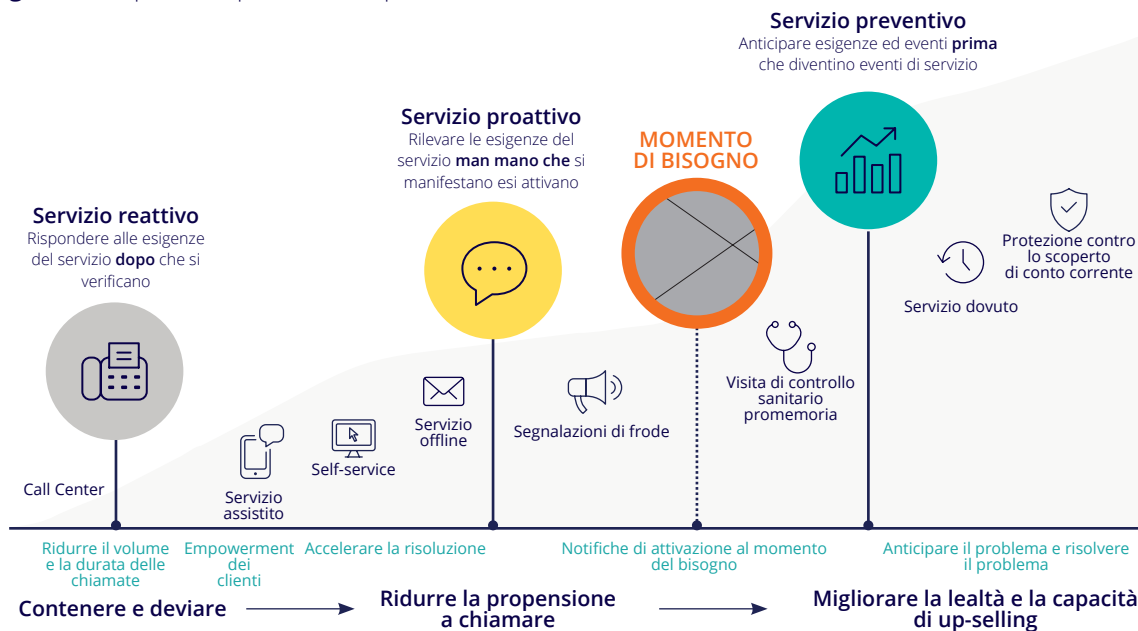 Servizio preventivo
Anticipare esigenze ed eventi prima
che diventino eventi di servizio
Servizio proattivo
Rilevare le esigenze del
servizio man mano che si
manifestano esi attivano
MOMENTO
DI BISOGNO
Servizio reattivo
Rispondere alle esigenze
del servizio dopo che si
verificano
Protezione contro
lo scoperto
di conto corrente
Servizio dovuto
Visita di controllo
sanitario
promemoria
Segnalazioni di frode
Servizio
offline
Self-service
Servizio
assistito
Call Center
Ridurre il volume
e la durata delle
chiamate
Empowerment
dei
clienti
Accelerare la risoluzione
Notifiche di attivazione al momento
del bisogno
Anticipare il problema e risolvere
il problema
Contenere e deviare
Ridurre la propensione
a chiamare
Migliorare la lealtà e la capacità
di up-selling